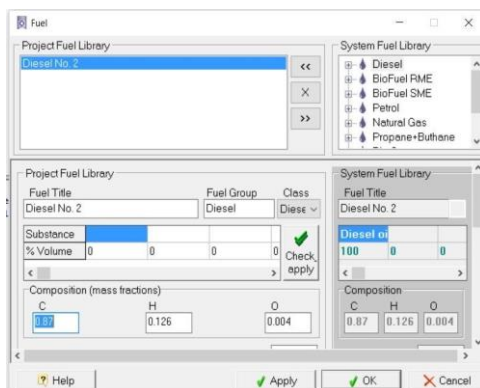 Fuel
Project Fuel Library
Diesel No. 2
<<
X
>>
System Fuel Library
Diesel
BioFuel RME
BioFuel SME
Petrol
Natural Gas
Propane+Buthane
Project Fuel Library
Fuel Title
Fuel Group
Class
Diesel No. 2
Diesel
Diese
Substance
% Volume
0
0
0
0
Check, apply
Composition (mass fractions)
C
H
O
0.87
0.126
0.004
System Fuel Library
Fuel Title
Diesel No. 2
Diesel oi
100
0
0
Composition
C
H
O
0.87
0.126
0.004
Help
Apply
OK
Cancel